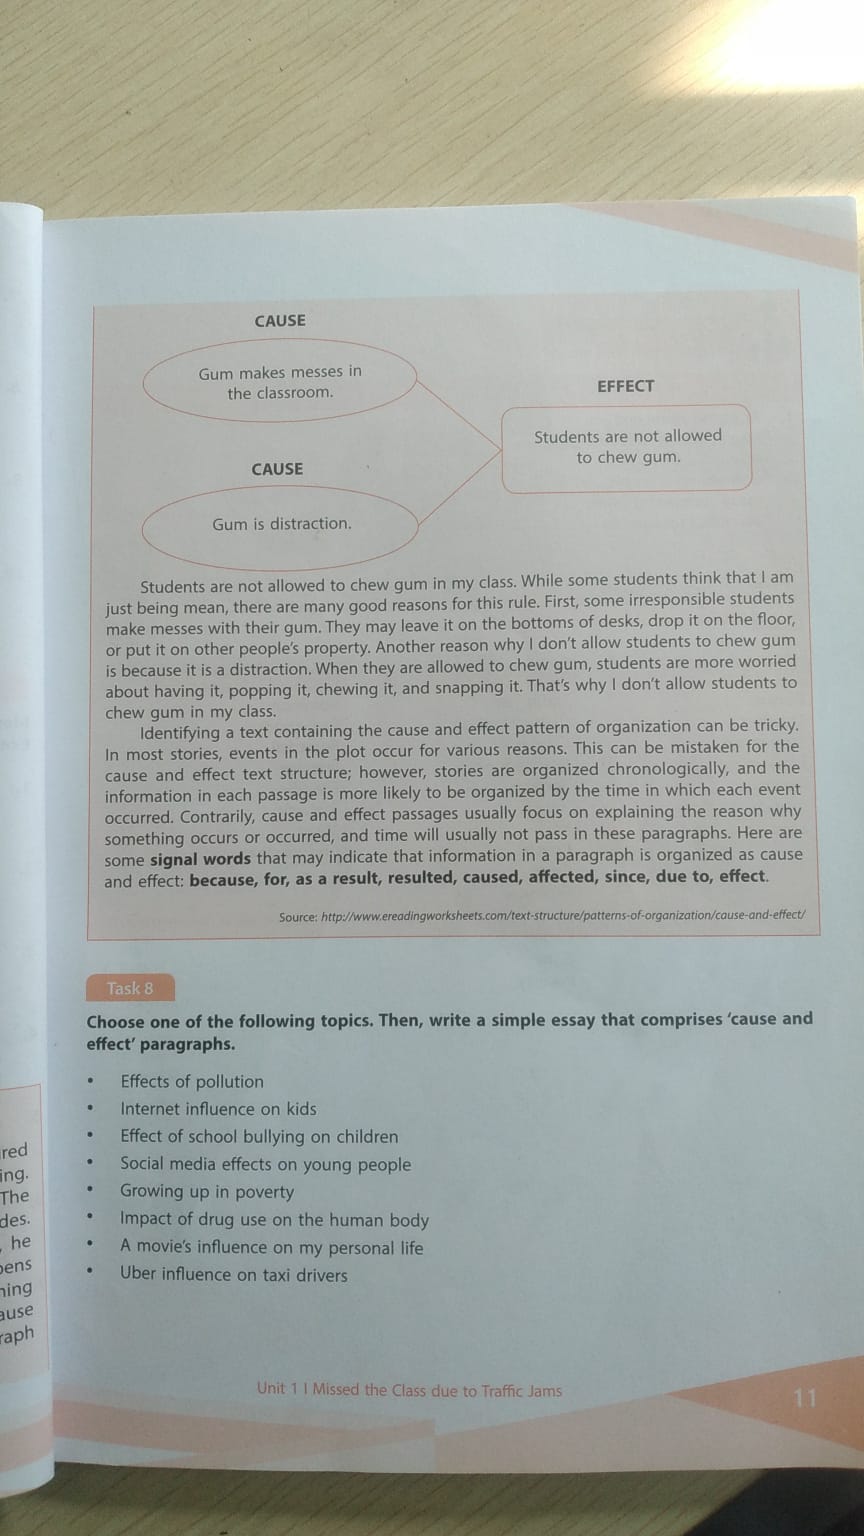 CAUSE
Gum makes messes in
the classroom.
EFFECT
Students are not allowed
to chew gum.
CAUSE
Gum is distraction.
Students are not allowed to chew gum in my class. While some students think that I am
just being mean, there are many good reasons for this rule. First, some irresponsible students
make messes with their gum. They may leave it on the bottoms of desks, drop it on the floor,
or put it on other people's property. Another reason why I don't allow students to chew gum
is because it is a distraction. When they are allowed to chew gum, students are more worried
about having it, popping it, chewing it, and snapping it. That's why I don't allow students to
chew gum in my class.
Identifying a text containing the cause and effect pattern of organization can be tricky.
In most stories, events in the plot occur for various reasons. This can be mistaken for the
cause and effect text structure; however, stories are organized chronologically, and the
information in each passage is more likely to be organized by the time in which each event
occurred. Contrarily, cause and effect passages usually focus on explaining the reason why
something occurs or occurred, and time will usually not pass in these paragraphs. Here are
some signal words that may indicate that information in a paragraph is organized as cause
and effect: because, for, as a result, resulted, caused, affected, since, due to, effect.
Source: http://www.ereadingworksheets.com/text-structure/patterns-of-organization/cause-and-effect/
Task 8
Choose one of the following topics. Then, write a simple essay that comprises 'cause and
effect' paragraphs.
• Effects of pollution
• Internet influence on kids
• Effect of school bullying on children
• Social media effects on young people
• Growing up in poverty
• Impact of drug use on the human body
• A movie's influence on my personal life
• Uber influence on taxi drivers
Unit 1 I Missed the Class due to Traffic Jams
11
red
ing.
The
des.
, he
pens
ning
ause
raph